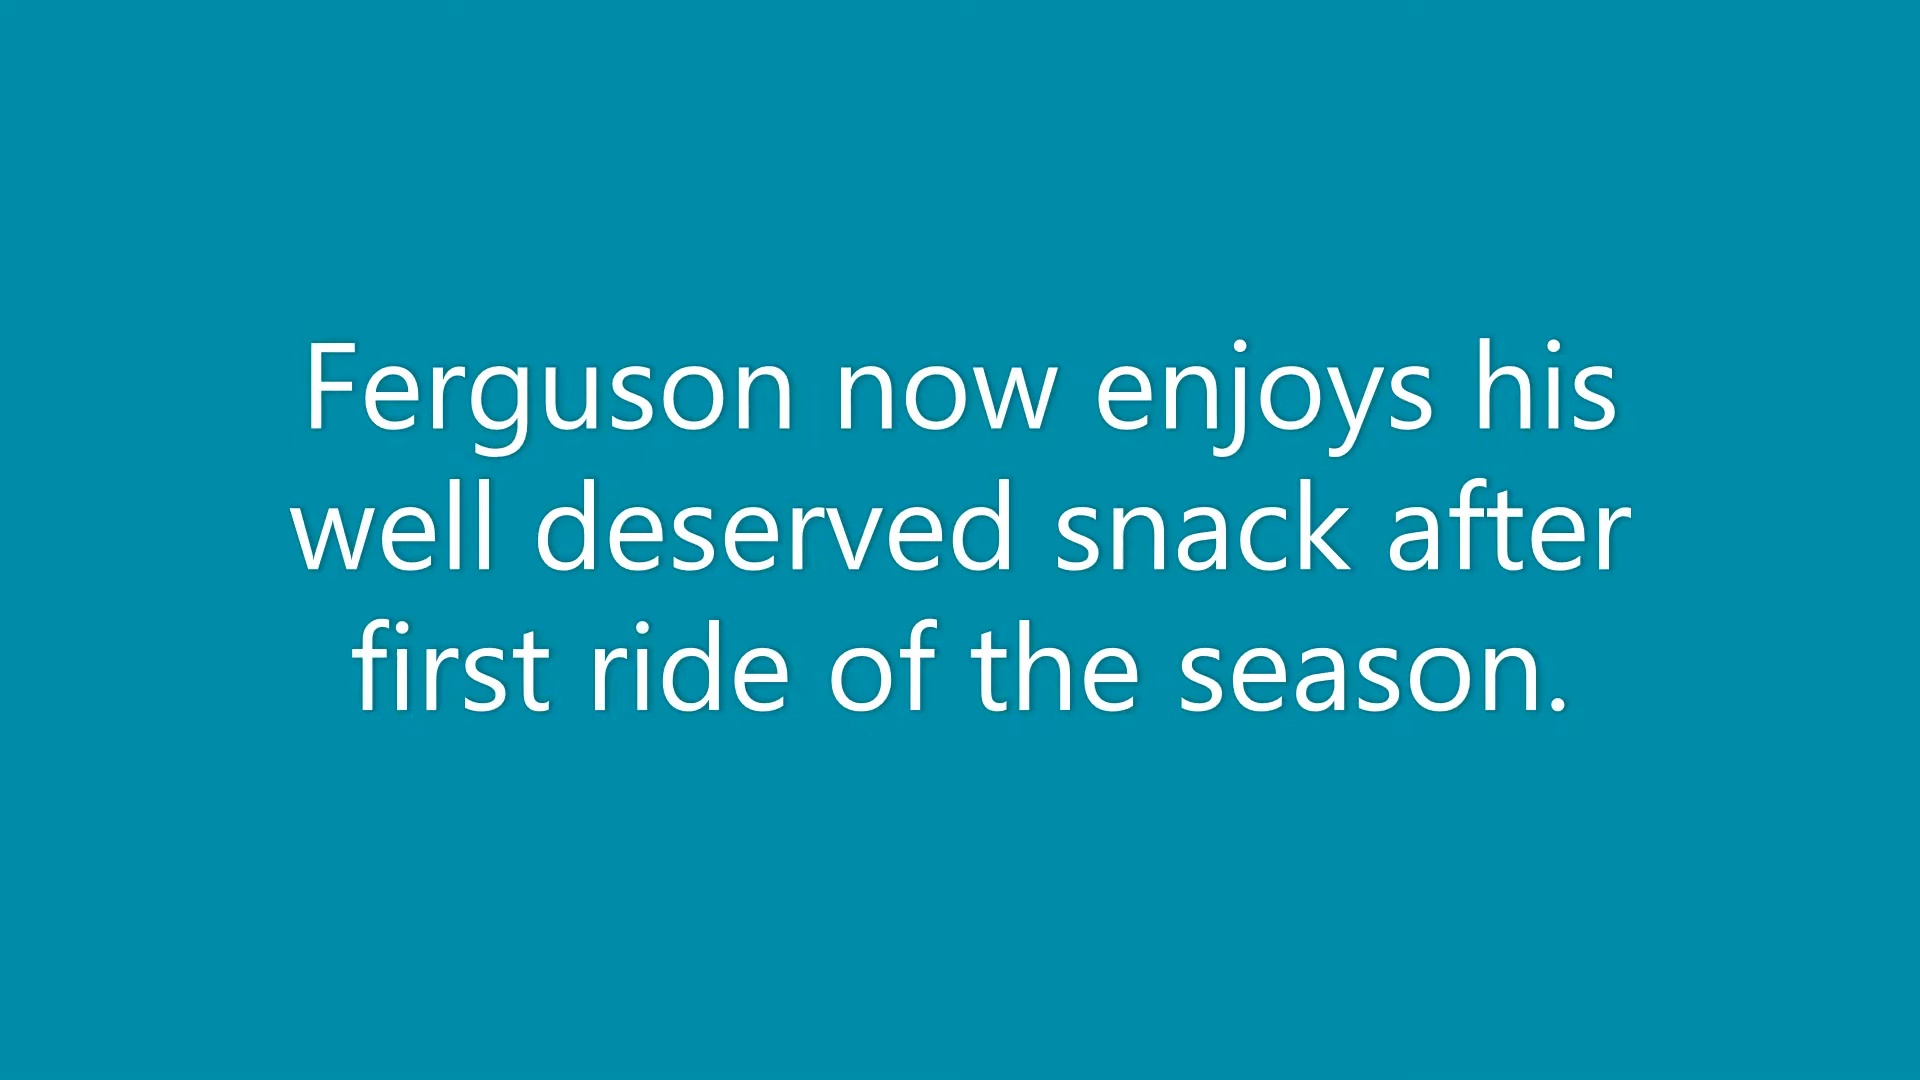 Ferguson now enjoys his
well deserved snack after
first ride of the season.